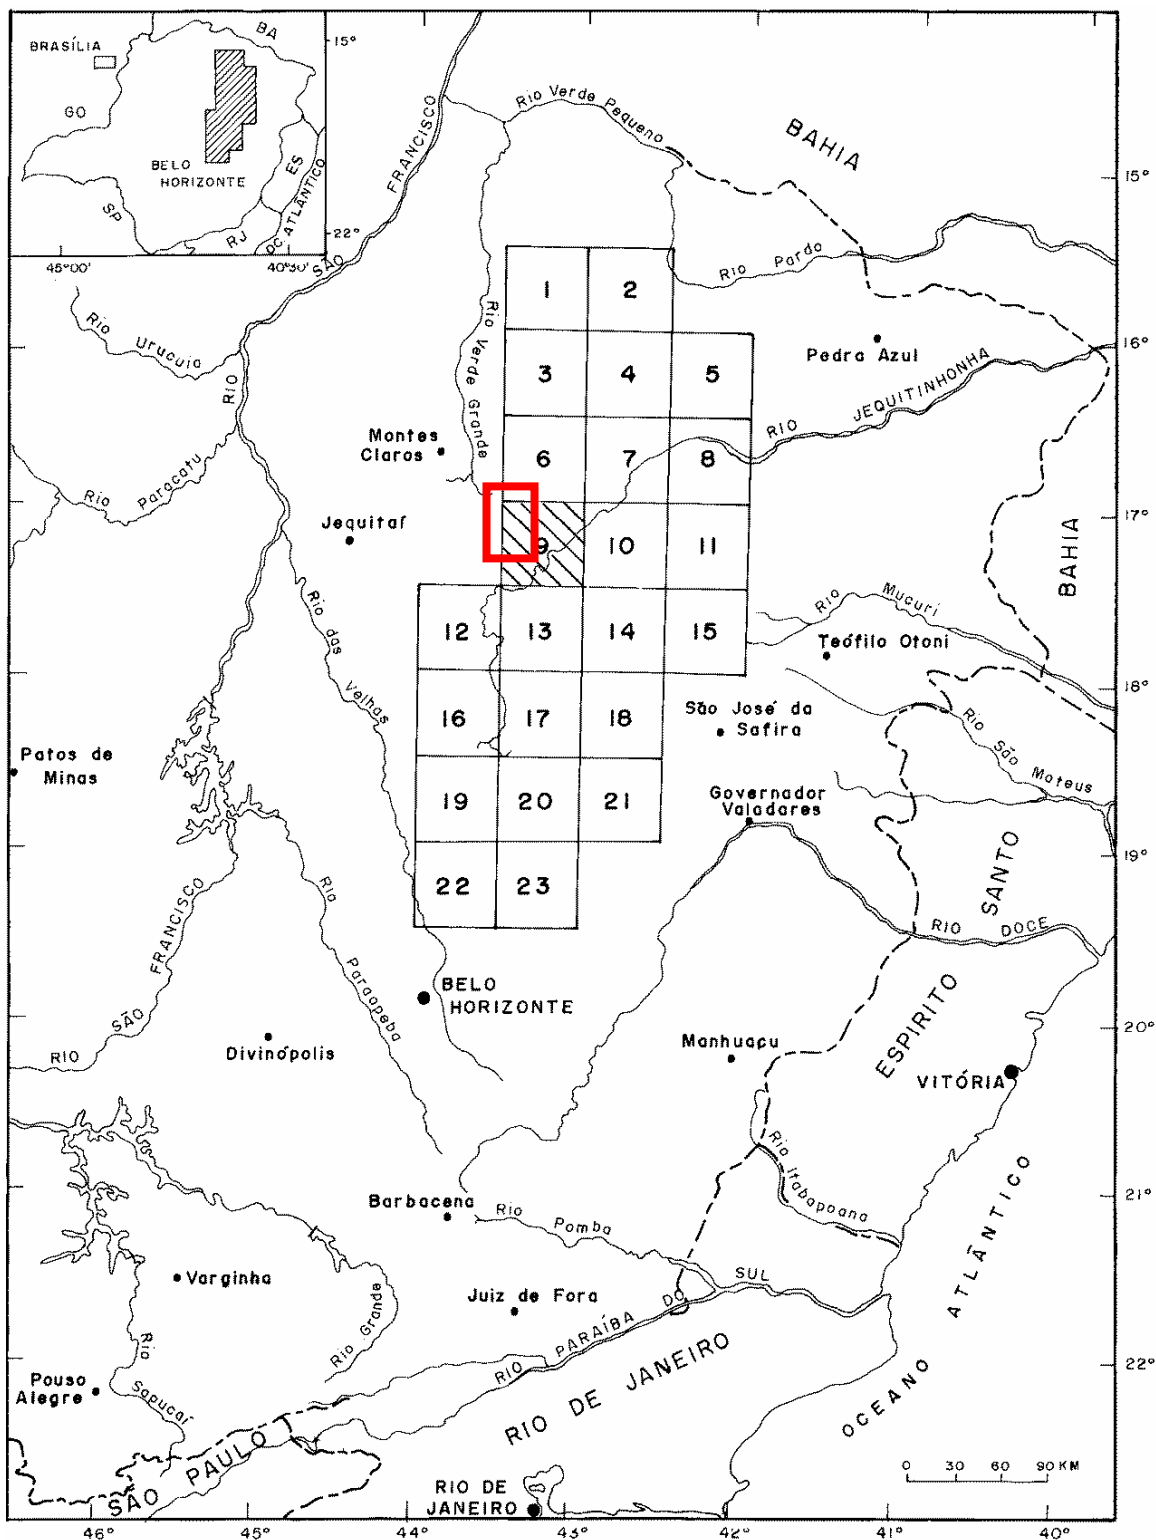 BRASÍLIA
BA
15°
GO
BELO
HORIZONTE
ES
SP
RJ
OC. ATLÂNTICO
22°
45°00'
40°30'
RIO
SÃO
FRANCISCO
Rio Verde Pequeno
BAHIA
15°
Rio Pardo
Rio Urucuia
Rio Verde Grande
1
2
16°
Pedra Azul
3
4
5
RIO JEQUITINHONHA
Montes
Claros
6
7
8
Rio Paracatu
Jequitaí
17°
9
10
11
BAHIA
Rio das Velhas
Rio Mucuri
12
13
14
15
Teófilo Otoni
18°
16
17
18
São José da
Safira
Rio São Mateus
Patos de
Minas
19
20
21
Governador
Valadares
19°
22
23
RIO DOCE
ESPIRITO SANTO
RIO SÃO FRANCISCO
Rio Paraopeba
BELO
HORIZONTE
20°
Divinópolis
Manhuaçu
VITÓRIA
Rio Itabapoana
21°
Barbacena
Rio Pomba
Varginha
Juiz de Fora
RIO PARAÍBA DO SUL
Rio Grande
OCEANO ATLÂNTICO
22°
Pouso
Alegre
Rio Sapucaí
RIO DE JANEIRO
SÃO PAULO
RIO DE
JANEIRO
0 30 60 90 KM
46°
45°
44°
43°
42°
41°
40°